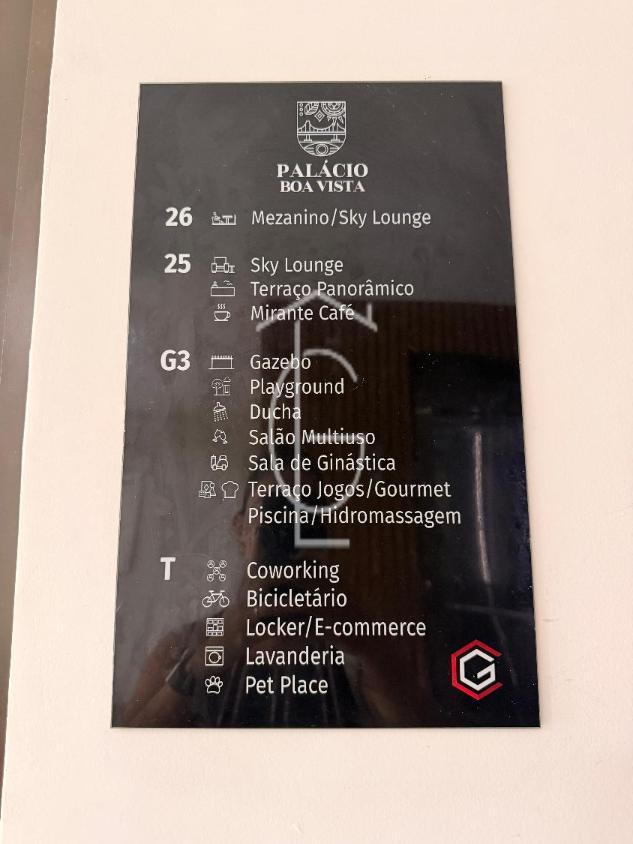 PALÁCIO
BOA VISTA
26 Mezanino/Sky Lounge
25 Sky Lounge
Terraço Panorâmico
Mirante Café
G3 Gazebo
Playground
Ducha
Salão Multiuso
Sala de Ginástica
Terraço Jogos/Gourmet
Piscina/Hidromassagem
T Coworking
Bicicletário
Locker/E-commerce
Lavanderia
Pet Place
G